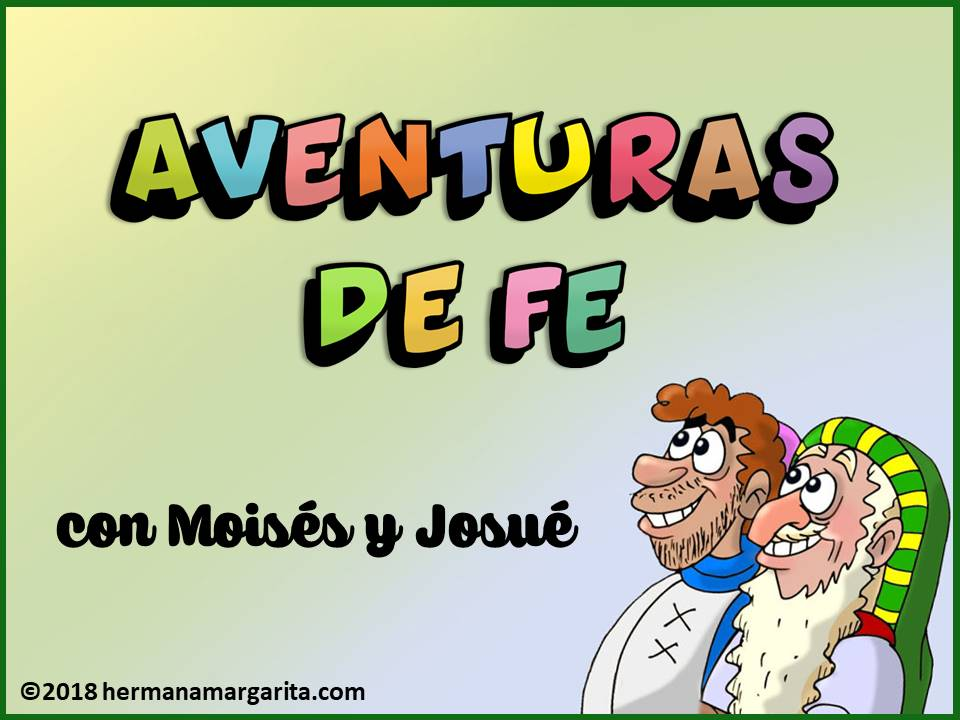 AVENTURAS
DE FE
con Moisés y Josué
©2018 hermanamargarita.com